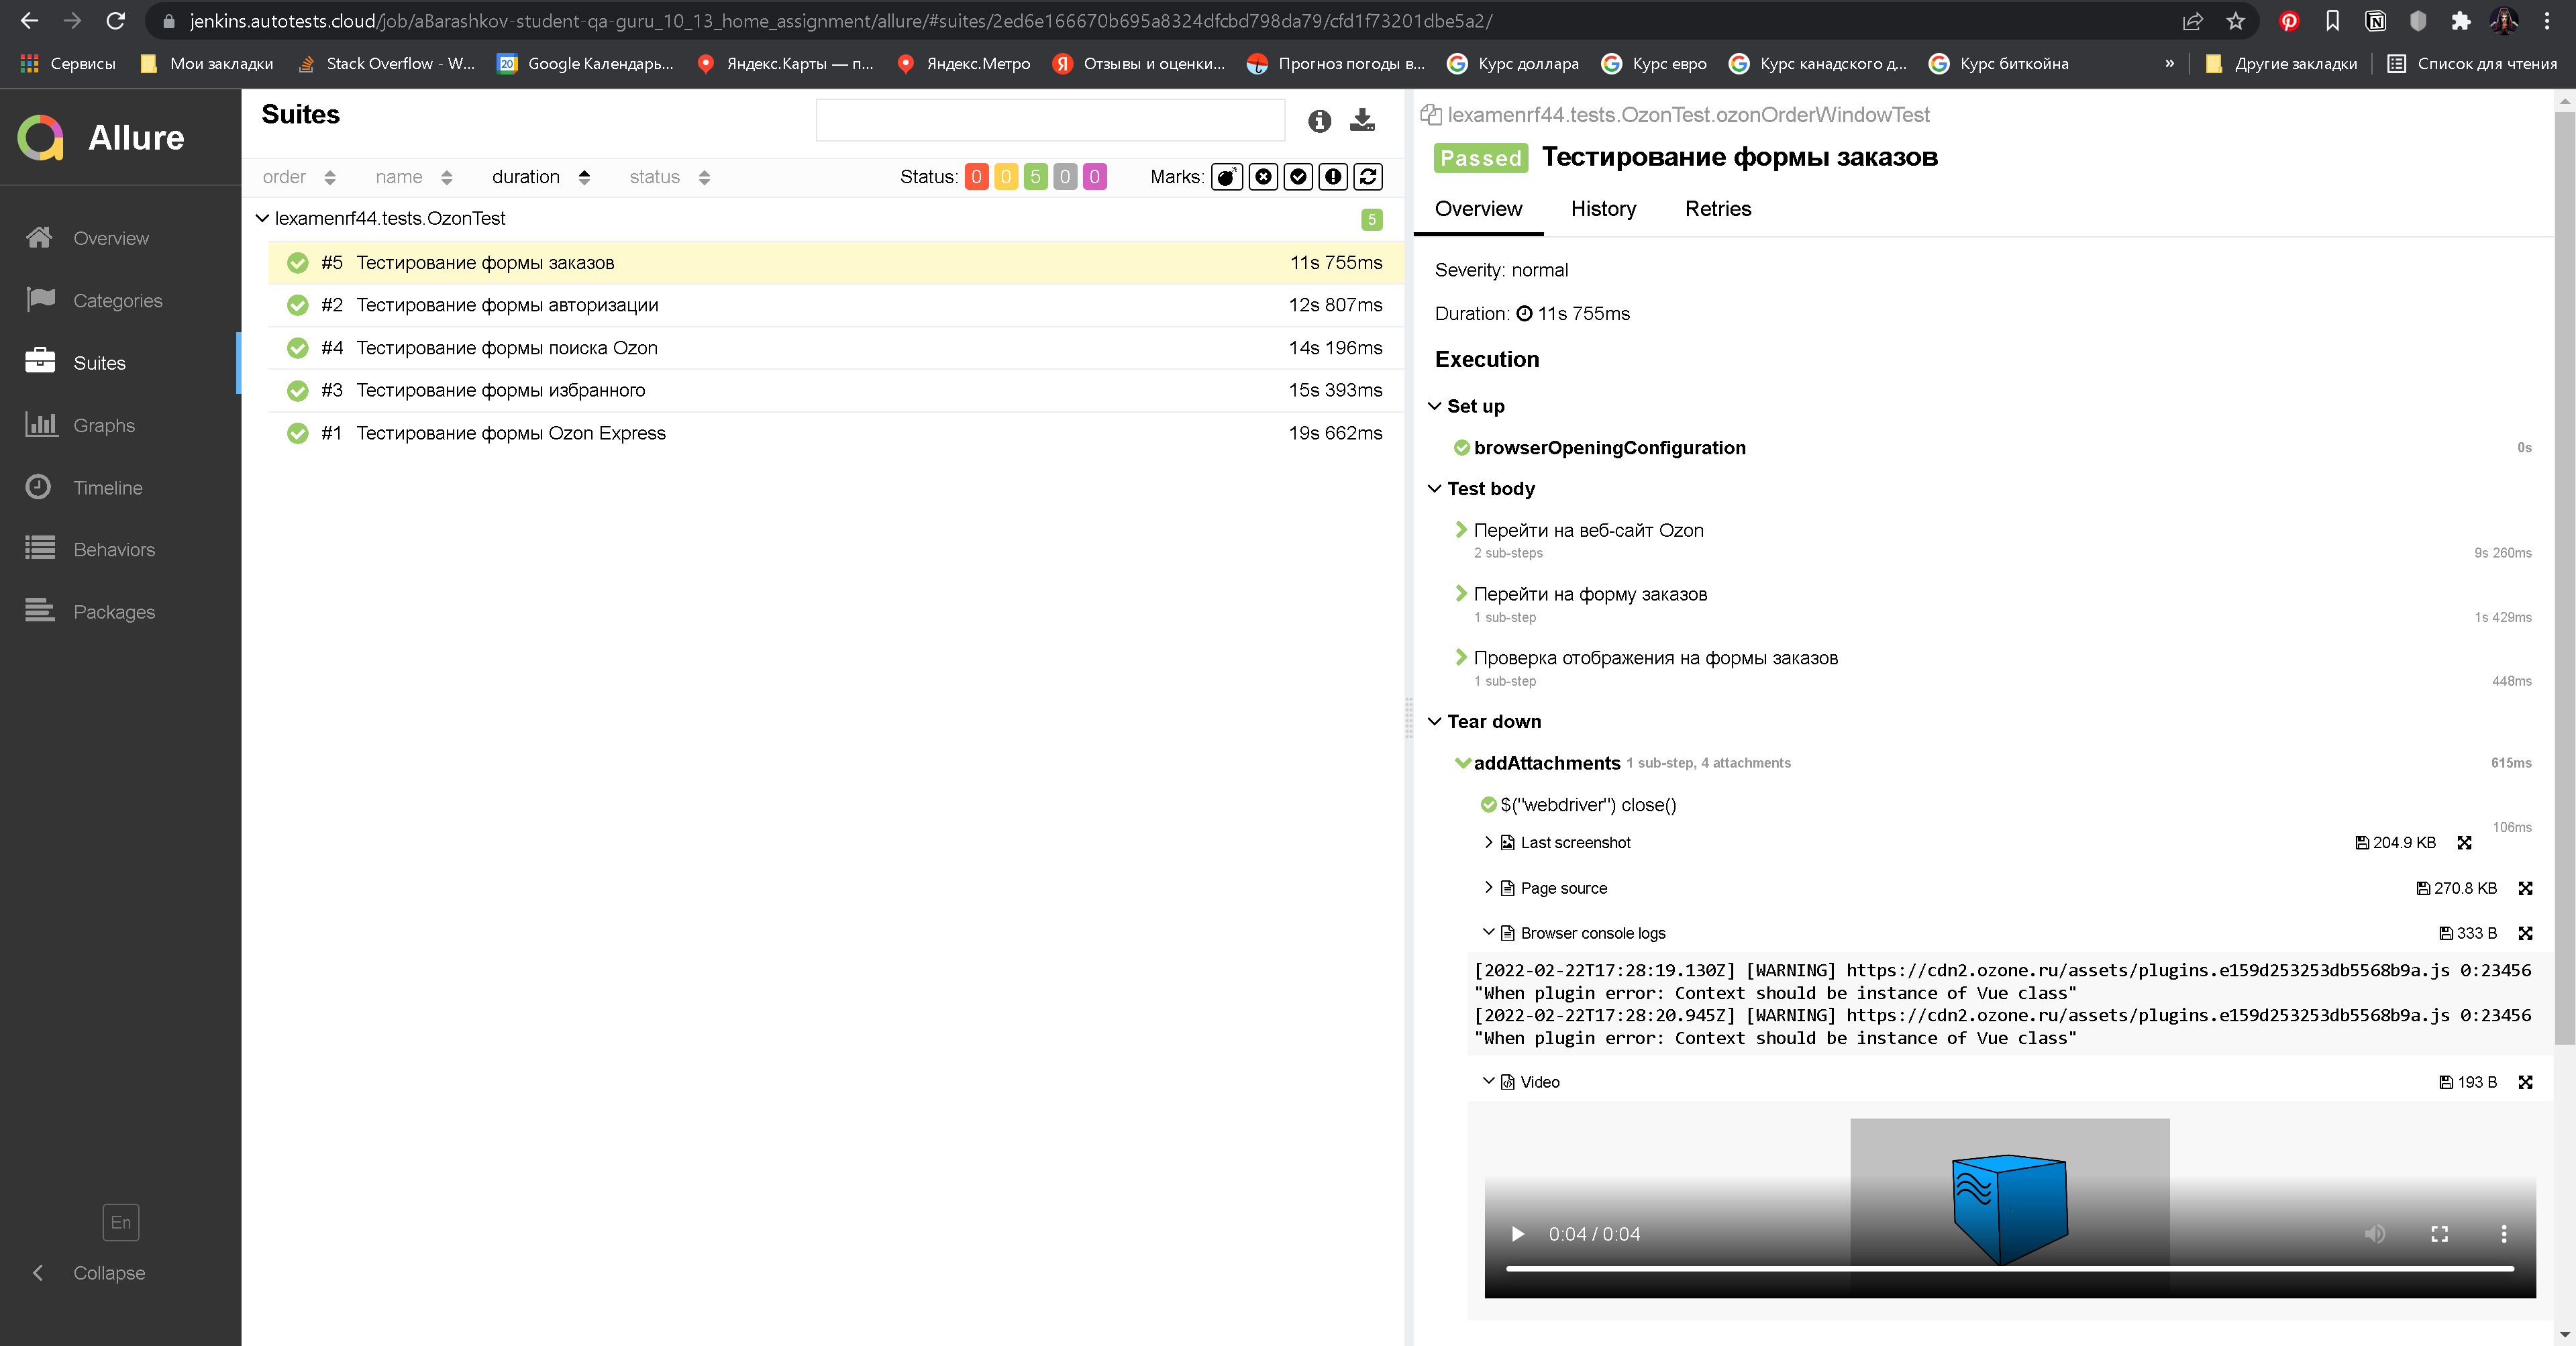 jenkins.autotests.cloud/job/aBarashkov-student-qa-guru_10_13_home_assignment/allure/#suites/2ed6e166670b695a8324dfcbd798da79/cfd1f73201dbe5a2/
Сервисы Мои закладки Stack Overflow - W... 20 Google Календарь... Яндекс.Карты — п... Яндекс.Метро Я Отзывы и оценки... Прогноз погоды в... Курс доллара Курс евро Курс канадского д... Курс биткойна » Другие закладки Список для чтения
Allure
Overview
Categories
Suites
Graphs
Timeline
Behaviors
Packages
En
Collapse
Suites
order name duration status Status: 0 0 5 0 0 Marks:
lexamenrf44.tests.OzonTest 5
#5 Тестирование формы заказов 11s 755ms
#2 Тестирование формы авторизации 12s 807ms
#4 Тестирование формы поиска Ozon 14s 196ms
#3 Тестирование формы избранного 15s 393ms
#1 Тестирование формы Ozon Express 19s 662ms
lexamenrf44.tests.OzonTest.ozonOrderWindowTest
Passed Тестирование формы заказов
Overview History Retries
Severity: normal
Duration: 11s 755ms
Execution
Set up
browserOpeningConfiguration 0s
Test body
Перейти на веб-сайт Ozon
2 sub-steps 9s 260ms
Перейти на форму заказов
1 sub-step 1s 429ms
Проверка отображения на формы заказов
1 sub-step 448ms
Tear down
addAttachments 1 sub-step, 4 attachments 615ms
$("webdriver") close()
106ms
Last screenshot 204.9 KB
Page source 270.8 KB
Browser console logs 333 B
[2022-02-22T17:28:19.130Z] [WARNING] https://cdn2.ozone.ru/assets/plugins.e159d253253db5568b9a.js 0:23456
"When plugin error: Context should be instance of Vue class"
[2022-02-22T17:28:20.945Z] [WARNING] https://cdn2.ozone.ru/assets/plugins.e159d253253db5568b9a.js 0:23456
"When plugin error: Context should be instance of Vue class"
Video 193 B
0:04 / 0:04